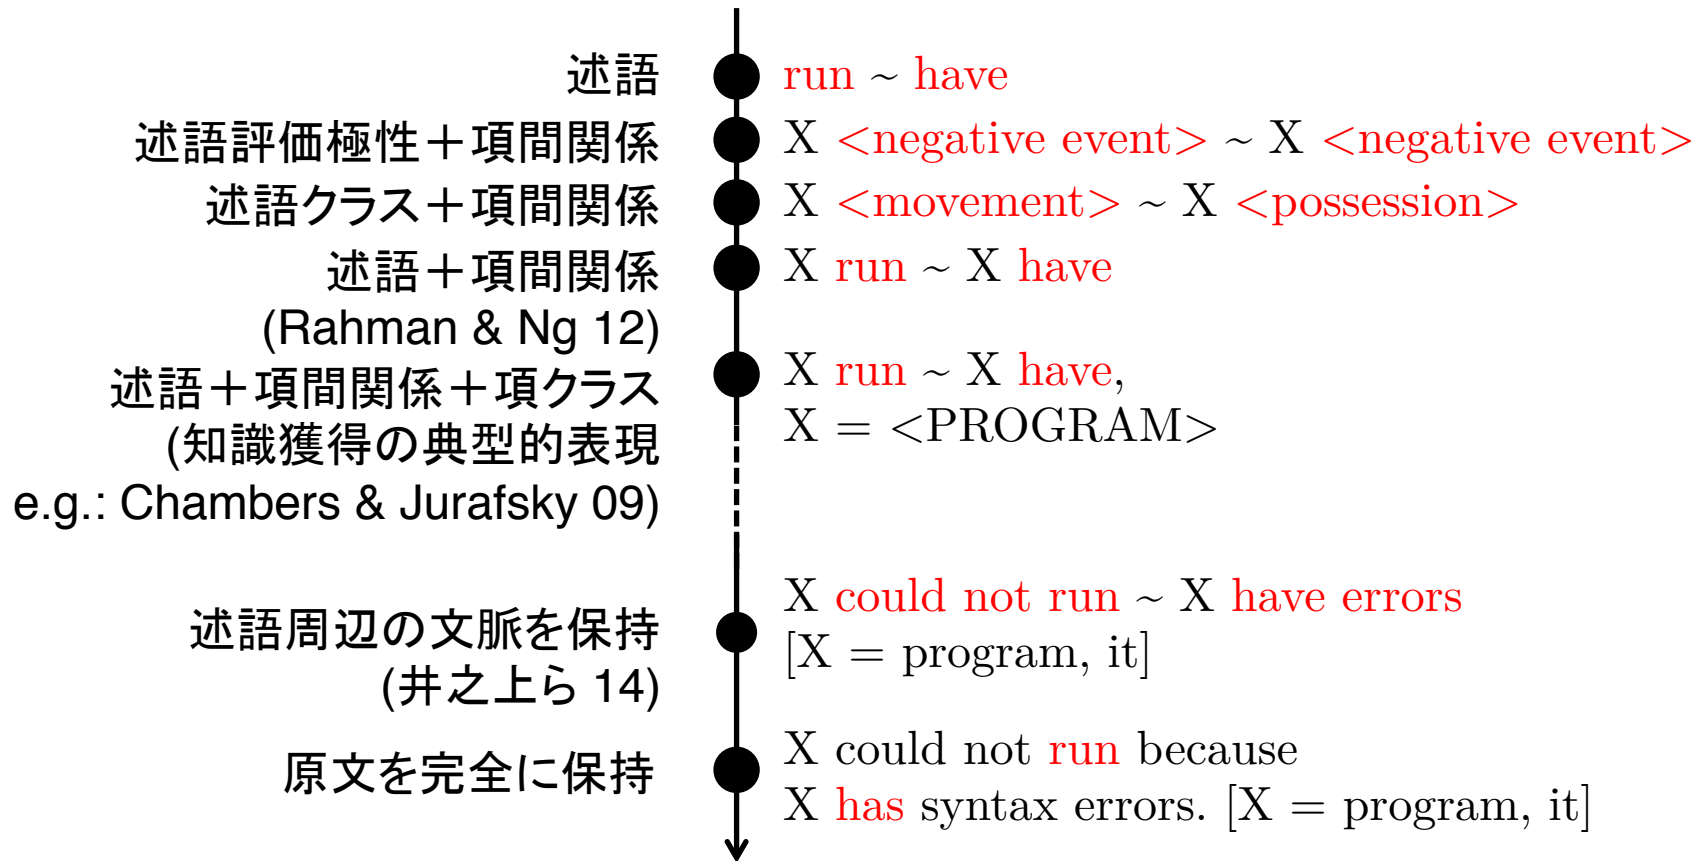 述語
run ~ have
述語評価極性＋項間関係
X <negative event> ~ X <negative event>
述語クラス＋項間関係
X <movement> ~ X <possession>
述語＋項間関係
(Rahman & Ng 12)
X run ~ X have
述語＋項間関係＋項クラス
(知識獲得の典型的表現
e.g.: Chambers & Jurafsky 09)
X run ~ X have,
X = <PROGRAM>
述語周辺の文脈を保持
(井之上ら 14)
X could not run ~ X have errors
[X = program, it]
原文を完全に保持
X could not run because
X has syntax errors. [X = program, it]